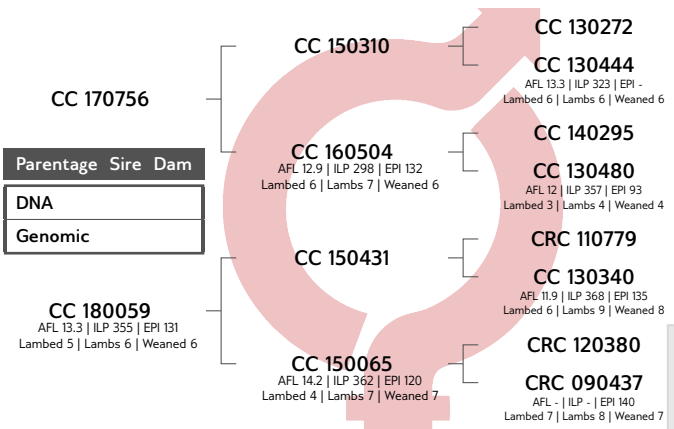 CC 170756
Parentage Sire Dam
DNA
Genomic
CC 180059
AFL 13.3 | ILP 355 | EPI 131
Lambed 5 | Lambs 6 | Weaned 6
CC 150310
CC 160504
AFL 12.9 | ILP 298 | EPI 132
Lambed 6 | Lambs 7 | Weaned 6
CC 150431
CC 150065
AFL 14.2 | ILP 362 | EPI 120
Lambed 4 | Lambs 7 | Weaned 7
CC 130272
CC 130444
AFL 13.3 | ILP 323 | EPI -
Lambed 6 | Lambs 6 | Weaned 6
CC 140295
CC 130480
AFL 12 | ILP 357 | EPI 93
Lambed 3 | Lambs 4 | Weaned 4
CRC 110779
CC 130340
AFL 11.9 | ILP 368 | EPI 135
Lambed 6 | Lambs 9 | Weaned 8
CRC 120380
CRC 090437
AFL - | ILP - | EPI 140
Lambed 7 | Lambs 8 | Weaned 7